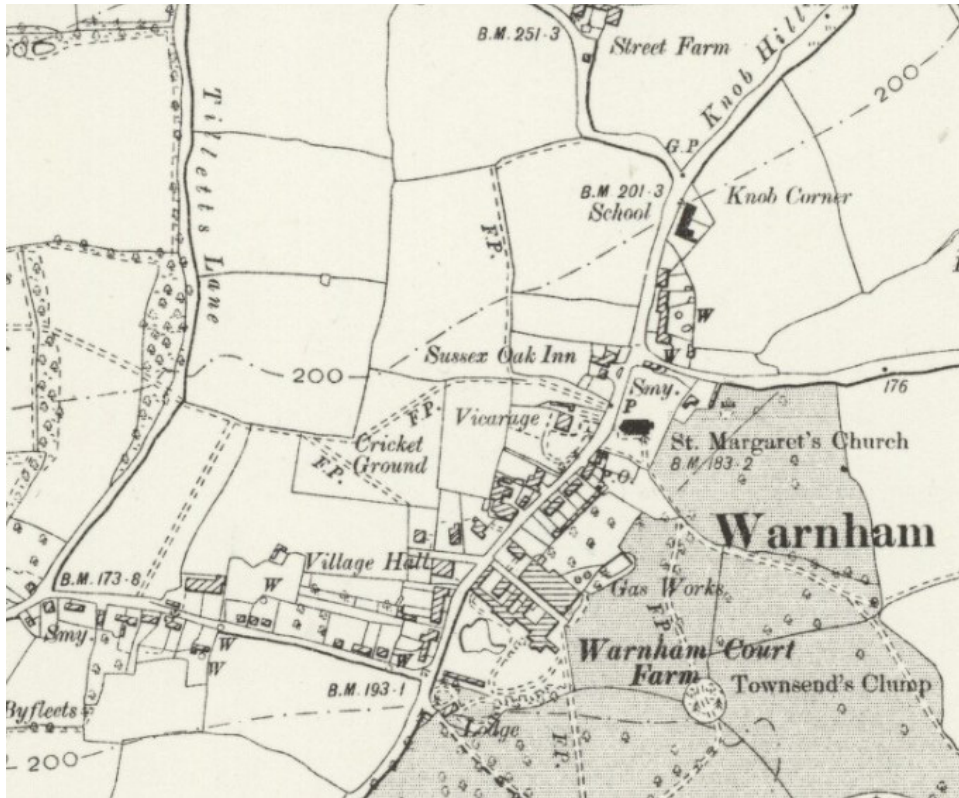 B.M. 251·3
Street Farm
Knob Hill
200
Tilletts Lane
G.P
B.M. 201·3
School
Knob Corner
F.P.
W
Sussex Oak Inn
W
200
Smy.
176
F.P.
Vicarage
P
Cricket
Ground
St. Margaret's Church
B.M. 183·2
F.P.
P.O.
Warnham
Village Hall
B.M. 173·8
W
Gas Works
F.P.
Smy.
W
W
W
Warnham Court
Farm
B.M. 193·1
Townsend's Clump
Byfleets
Lodge
F.P.
200